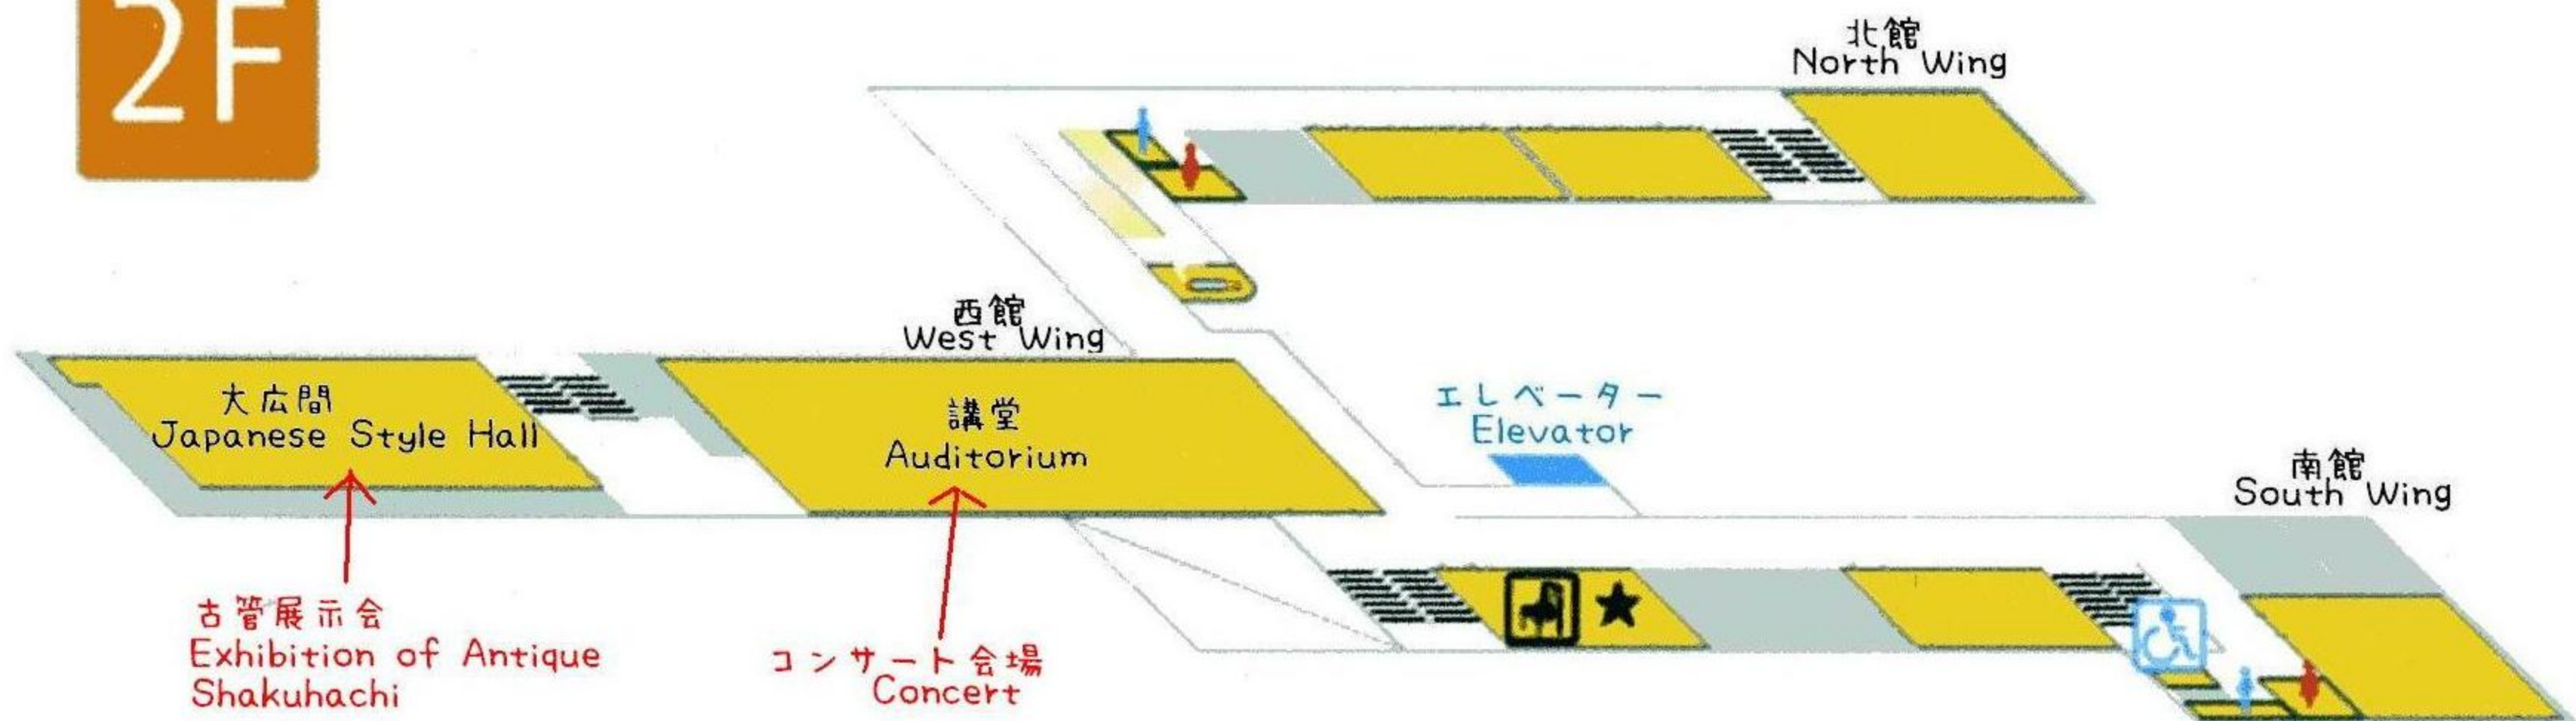 2F
北館
North Wing
西館
West Wing
大広間
Japanese Style Hall
講堂
Auditorium
エレベーター
Elevator
南館
South Wing
古管展示会
Exhibition of Antique
Shakuhachi
コンサート会場
Concert